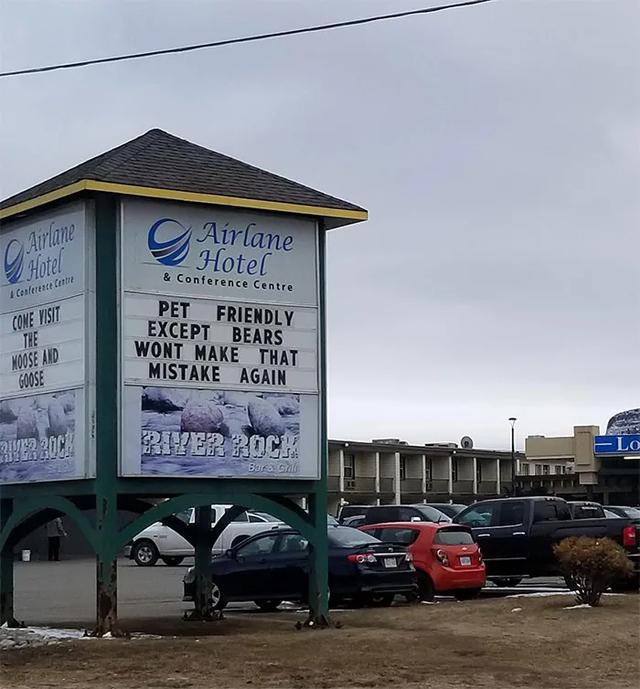 Airlane
Hotel
& Conference Centre
COME VISIT
THE
MOOSE AND
GOOSE
RIVER ROCK
Airlane
Hotel
& Conference Centre
PET FRIENDLY
EXCEPT BEARS
WONT MAKE THAT
MISTAKE AGAIN
RIVER ROCK
Bar & Grill
Lo